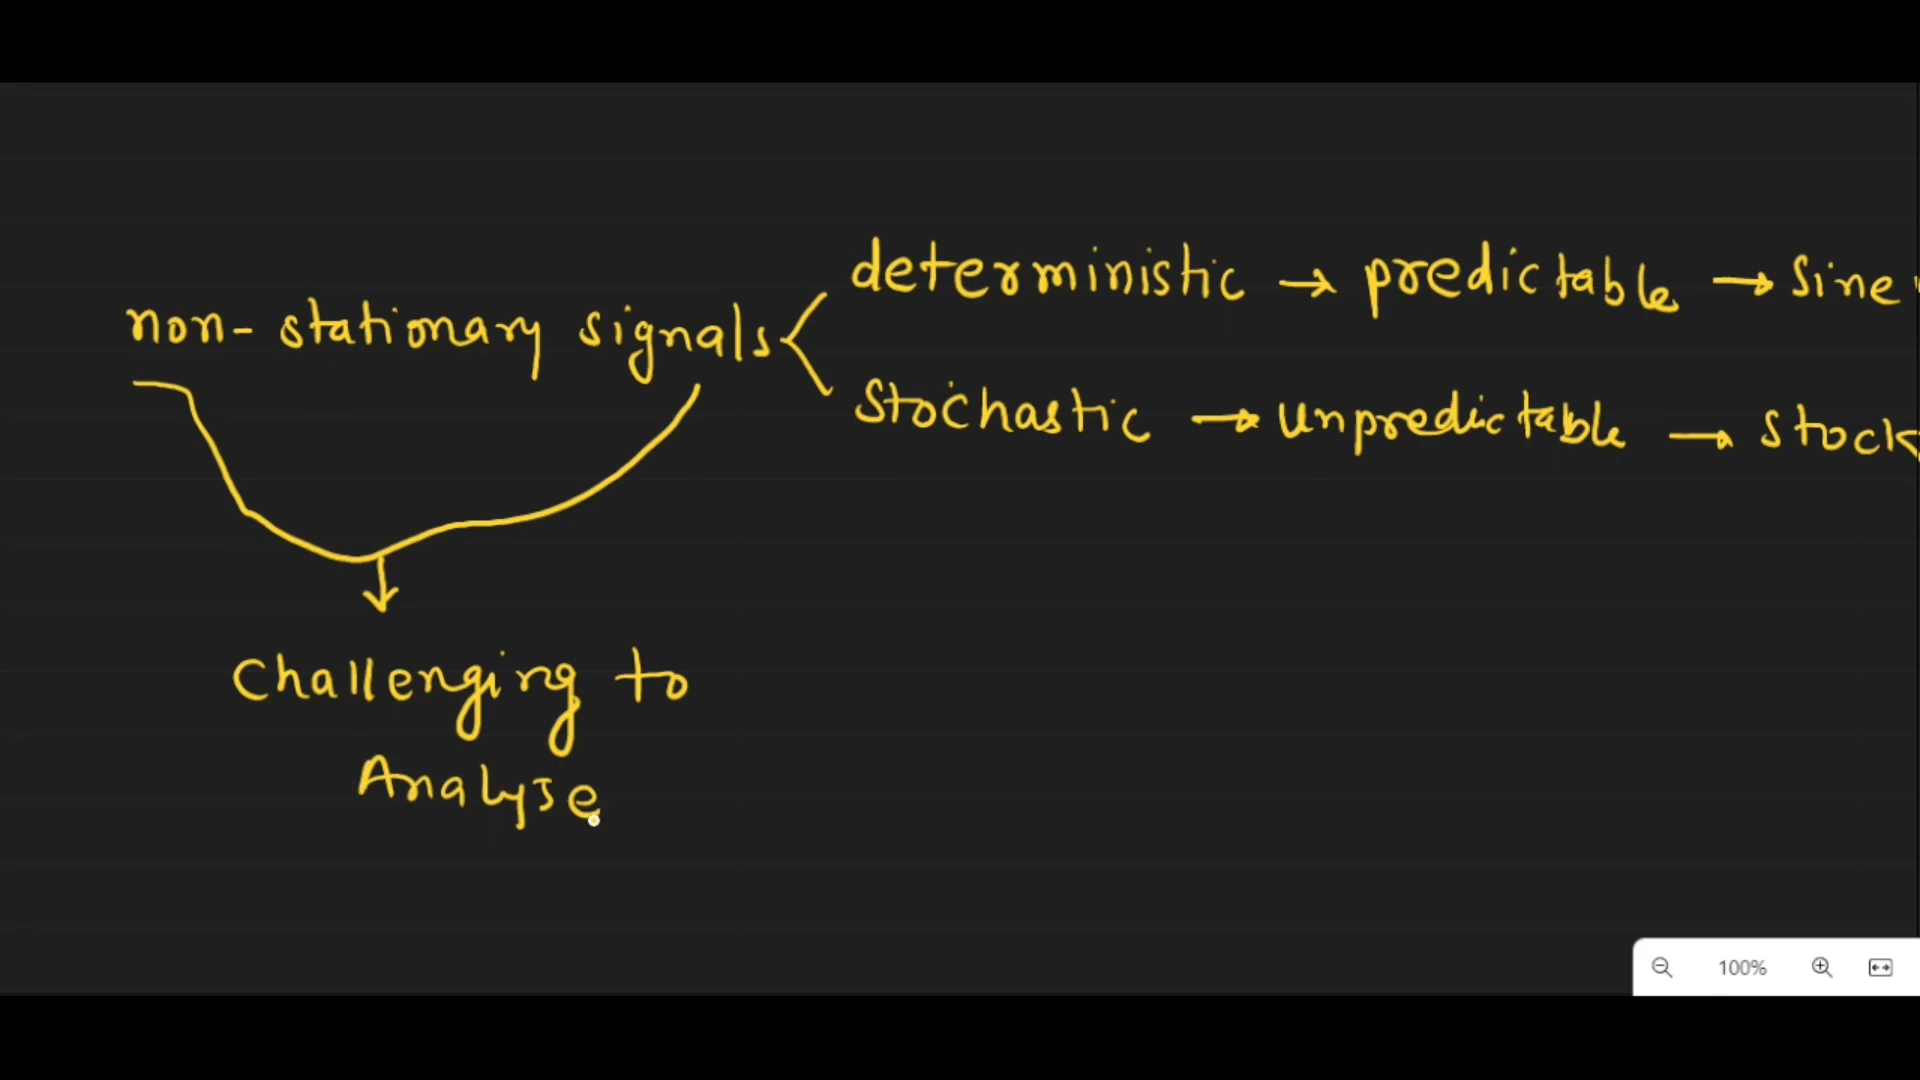 deterministic → predictable → Sine
non-stationary signals
Stochastic → Unpredictable → stock
Challenging to
Analyse
100%